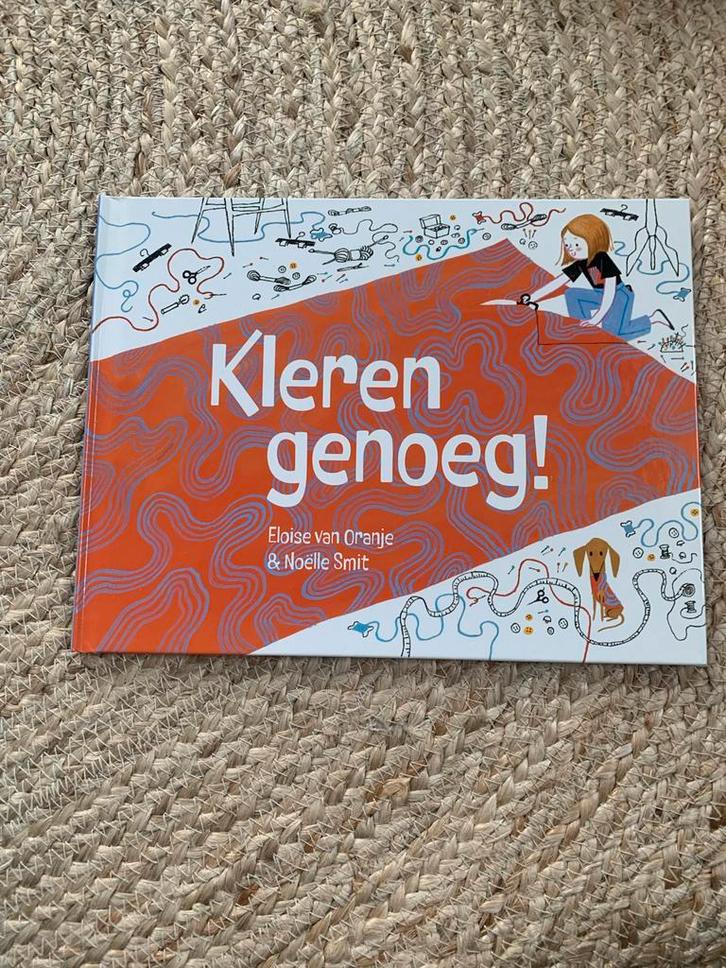 Kleren
genoeg!
Eloise van Oranje
& Noëlle Smit